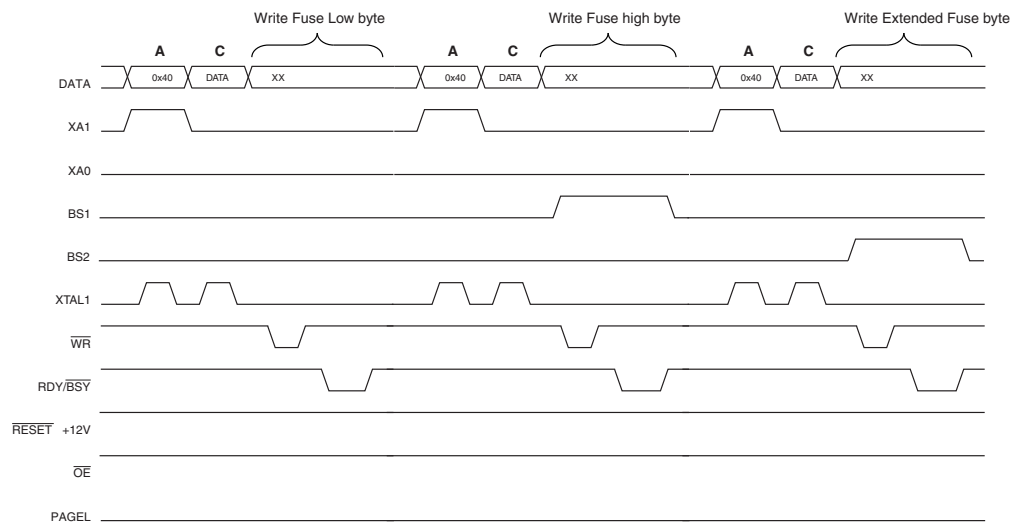 Write Fuse Low byte Write Fuse high byte Write Extended Fuse byte
A C A C A C
DATA 0x40 DATA XX 0x40 DATA XX 0x40 DATA XX
XA1
XA0
BS1
BS2
XTAL1
WR
RDY/BSY
RESET +12V
OE
PAGEL